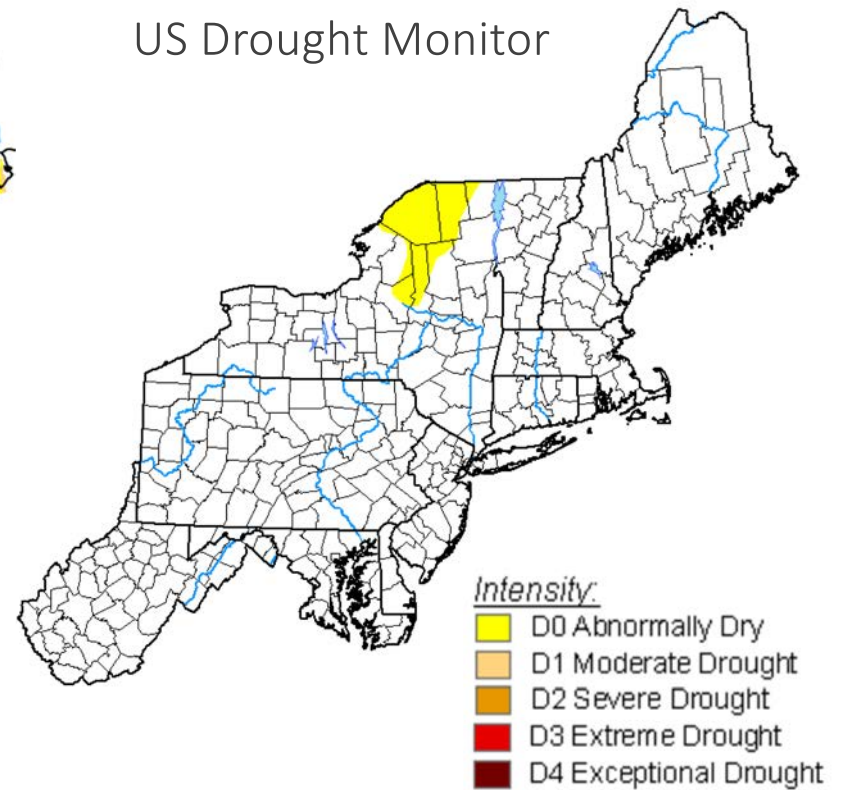 US Drought Monitor
Intensity:
D0 Abnormally Dry
D1 Moderate Drought
D2 Severe Drought
D3 Extreme Drought
D4 Exceptional Drought